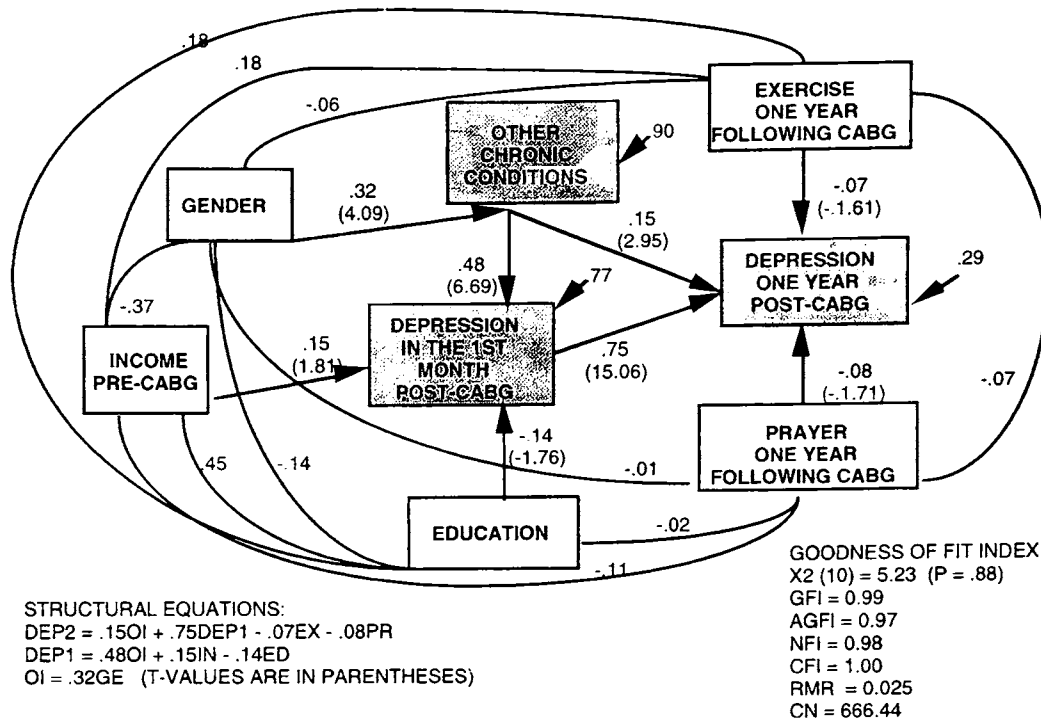 .18
.18
-.06
EXERCISE
ONE YEAR
FOLLOWING CABG
OTHER
CHRONIC
CONDITIONS
.90
GENDER
.32
(4.09)
-.07
(-.1.61)
.15
(2.95)
.48
(6.69)
.77
DEPRESSION
ONE YEAR
POST-CABG
.29
-.37
INCOME
PRE-CABG
.15
(1.81)
DEPRESSION
IN THE 1ST
MONTH
POST-CABG
.75
(15.06)
-.08
(-.1.71)
-.07
-.14
(-1.76)
PRAYER
ONE YEAR
FOLLOWING CABG
.45
-.14
-.01
EDUCATION
-.02
-.11
STRUCTURAL EQUATIONS:
DEP2 = .15OI + .75DEP1 - .07EX - .08PR
DEP1 = .48OI + .15IN - .14ED
OI = .32GE (T-VALUES ARE IN PARENTHESES)
GOODNESS OF FIT INDEX
X2 (10) = 5.23 (P = .88)
GFI = 0.99
AGFI = 0.97
NFI = 0.98
CFI = 1.00
RMR = 0.025
CN = 666.44